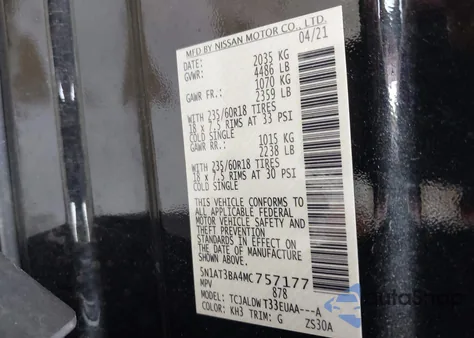 MFD BY NISSAN MOTOR CO., LTD.
DATE: 04/21
GVWR: 2035 KG
4486 LB
GAWR FR.: 1070 KG
2359 LB
WITH 235/60R18 TIRES
18 x 7.5 RIMS AT 33 PSI
COLD SINGLE
GAWR RR.: 1015 KG
2238 LB
WITH 235/60R18 TIRES
18 x 7.5 RIMS AT 30 PSI
COLD SINGLE
THIS VEHICLE CONFORMS TO
ALL APPLICABLE FEDERAL
MOTOR VEHICLE SAFETY AND
THEFT PREVENTION
STANDARDS IN EFFECT ON
THE DATE OF MANUFACTURE
SHOWN ABOVE.
5N1AT3BA4MC757177
MPV 878
MODEL: TCJALDW T33EUAA---A
COLOR: KH3 TRIM: G ZS30A
AutoShop